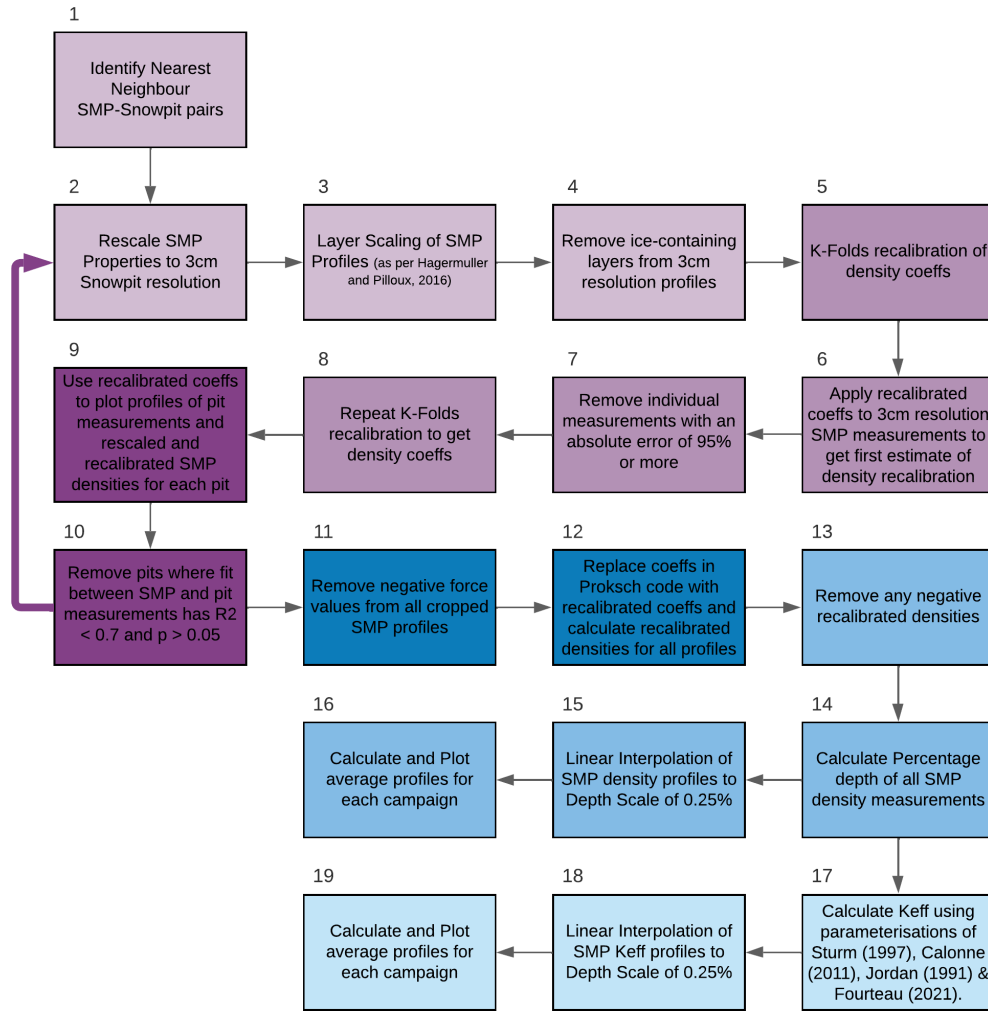 1
Identify Nearest
Neighbour
SMP-Snowpit pairs
2
Rescale SMP
Properties to 3cm
Snowpit resolution
3
Layer Scaling of SMP
Profiles (as per Hagermuller
and Pilloux, 2016)
4
Remove ice-containing
layers from 3cm
resolution profiles
5
K-Folds recalibration of
density coeffs
6
Apply recalibrated
coeffs to 3cm resolution
SMP measurements to
get first estimate of
density recalibration
7
Remove individual
measurements with an
absolute error of 95%
or more
8
Repeat K-Folds
recalibration to get
density coeffs
9
Use recalibrated coeffs
to plot profiles of pit
measurements and
rescaled and
recalibrated SMP
densities for each pit
10
Remove pits where fit
between SMP and pit
measurements has R2
< 0.7 and p > 0.05
11
Remove negative force
values from all cropped
SMP profiles
12
Replace coeffs in
Proksch code with
recalibrated coeffs and
calculate recalibrated
densities for all profiles
13
Remove any negative
recalibrated densities
14
Calculate Percentage
depth of all SMP
density measurements
15
Linear Interpolation of
SMP density profiles to
Depth Scale of 0.25%
16
Calculate and Plot
average profiles for
each campaign
17
Calculate Keff using
parameterisations of
Sturm (1997), Calonne
(2011), Jordan (1991) &
Fourteau (2021).
18
Linear Interpolation of
SMP Keff profiles to
Depth Scale of 0.25%
19
Calculate and Plot
average profiles for
each campaign